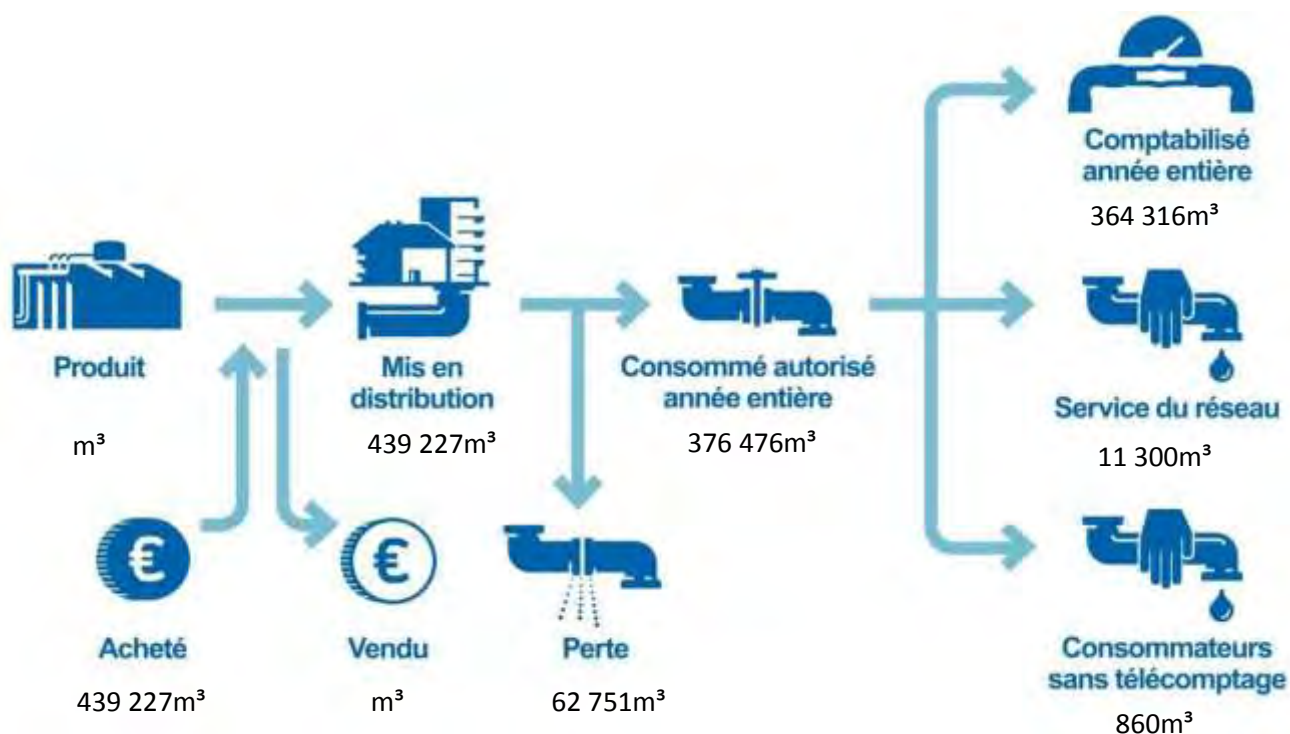 Comptabilisé
année entière
364 316m³
Produit
m³
Mis en
distribution
439 227m³
Consommé autorisé
année entière
376 476m³
Service du réseau
11 300m³
€
Acheté
439 227m³
€
Vendu
m³
Perte
62 751m³
Consommateurs
sans télécomptage
860m³